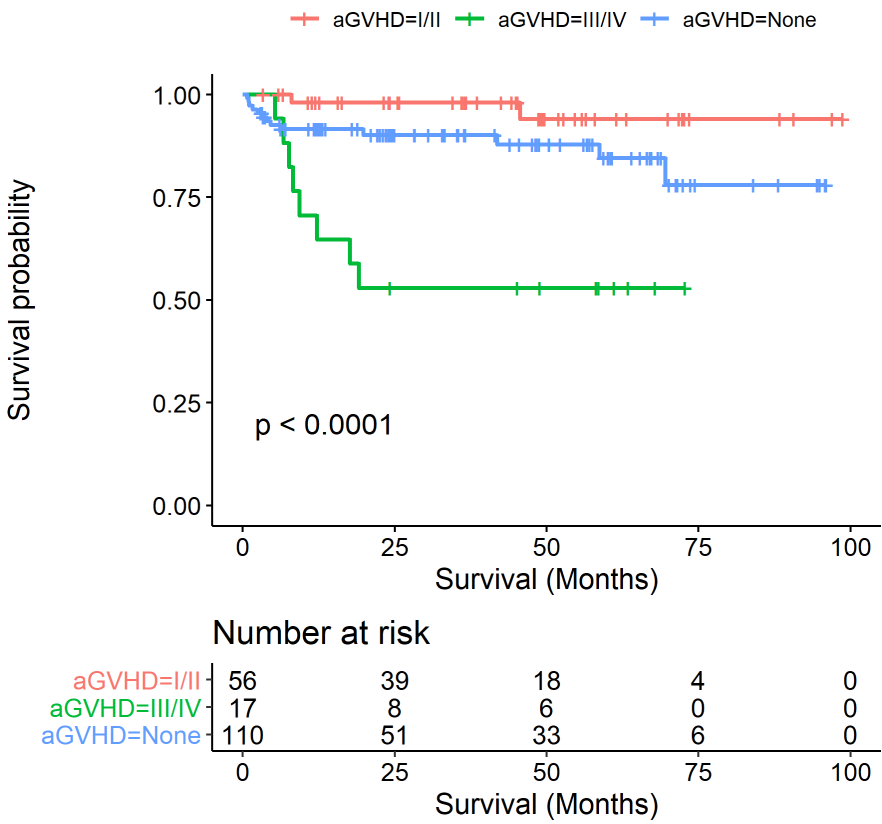 aGVHD=I/II aGVHD=III/IV aGVHD=None
Survival probability
1.00
0.75
0.50
0.25
0.00
p < 0.0001
0 25 50 75 100
Survival (Months)
Number at risk
aGVHD=I/II 56 39 18 4 0
aGVHD=III/IV 17 8 6 0 0
aGVHD=None 110 51 33 6 0
0 25 50 75 100
Survival (Months)